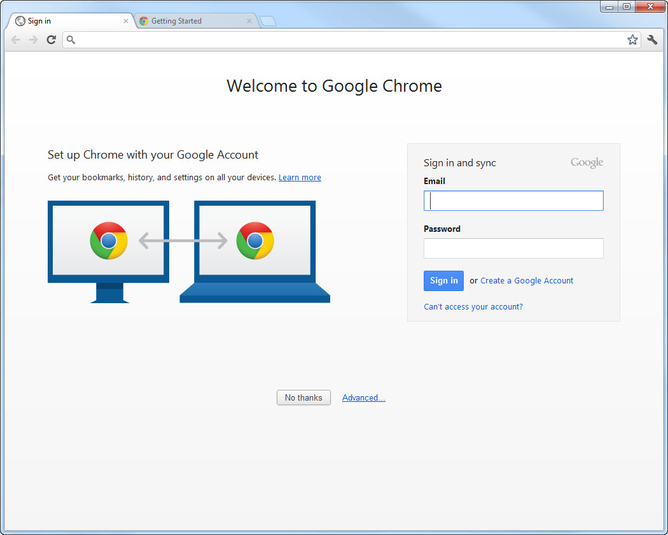 Sign in
Getting Started
Welcome to Google Chrome
Set up Chrome with your Google Account
Get your bookmarks, history, and settings on all your devices. Learn more
Sign in and sync Google
Email
Password
Sign in or Create a Google Account
Can't access your account?
No thanks Advanced...